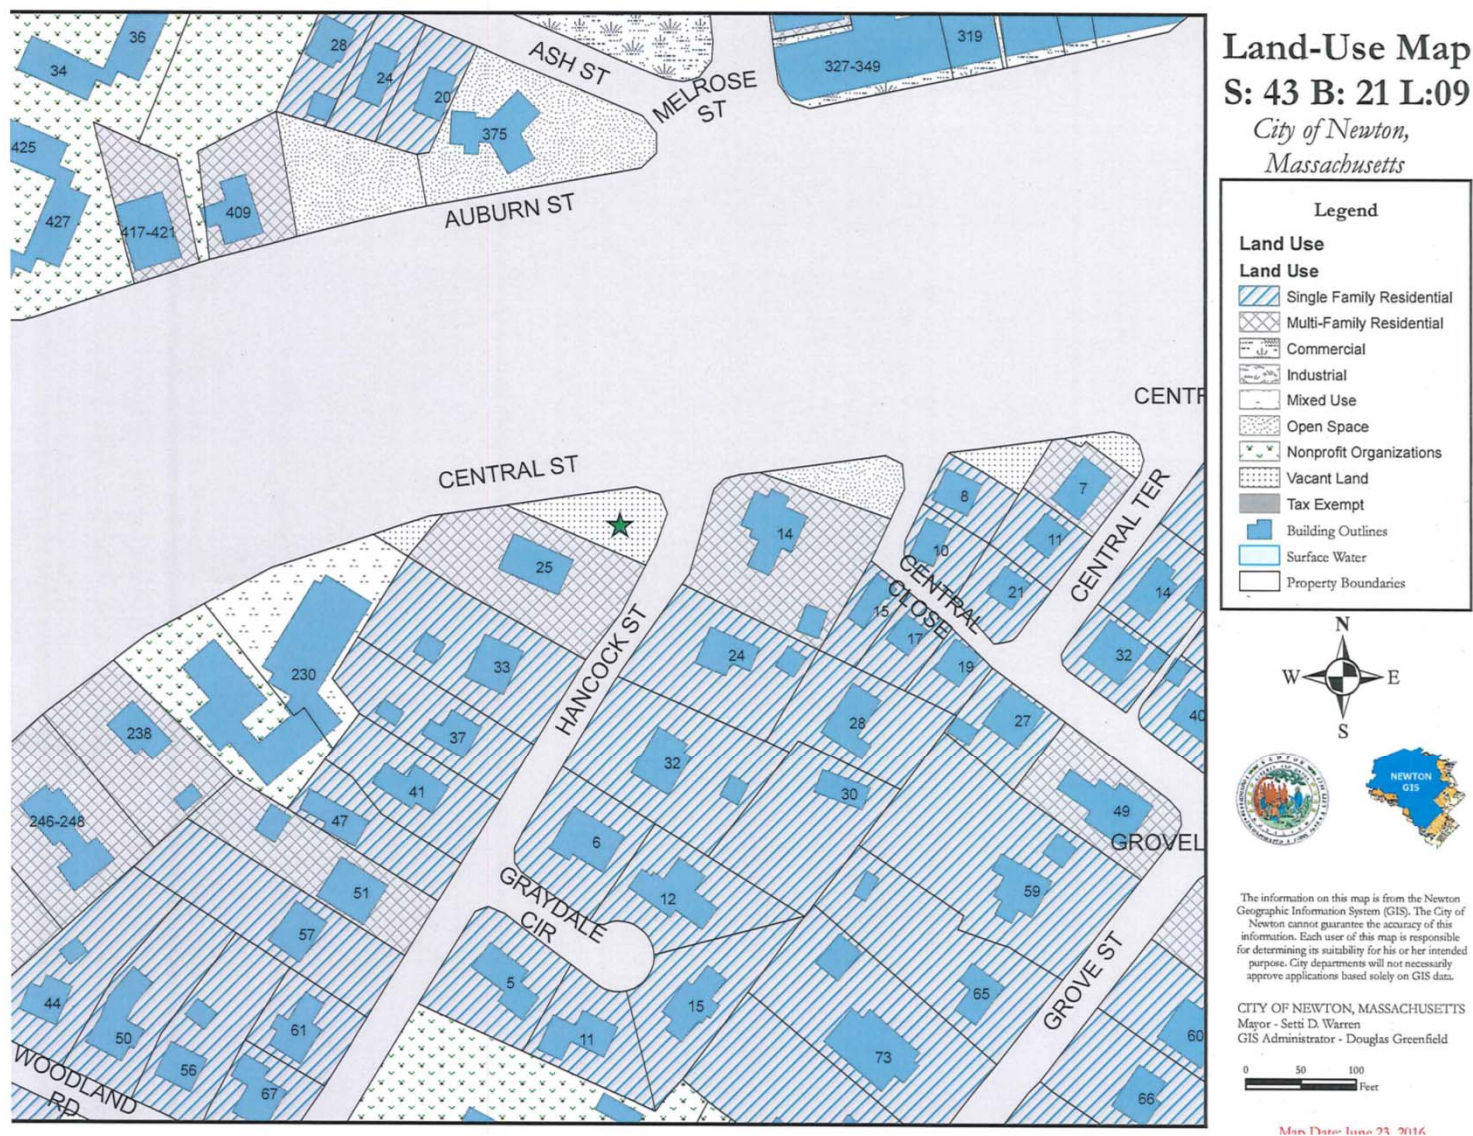 Land-Use Map
S: 43 B: 21 L:09
City of Newton,
Massachusetts
Legend
Land Use
Land Use
Single Family Residential
Multi-Family Residential
Commercial
Industrial
Mixed Use
Open Space
Nonprofit Organizations
Vacant Land
Tax Exempt
Building Outlines
Surface Water
Property Boundaries
N
W E
S
NEWTON
GIS
The information on this map is from the Newton
Geographic Information System (GIS). The City of
Newton cannot guarantee the accuracy of this
information. Each user of this map is responsible
for determining its suitability for his or her intended
purpose. City departments will not necessarily
approve applications based solely on GIS data.
CITY OF NEWTON, MASSACHUSETTS
Mayor - Setti D. Warren
GIS Administrator - Douglas Greenfield
0 50 100
Feet
Map Date: June 23, 2016
36
34
28
24
20
ASH ST
MELROSE
ST
319
327-349
375
425
427
417-421
409
AUBURN ST
CENTR
CENTRAL ST
25
14
8
7
10
11
21
CENTRAL TER
CENTRAL
CLOSE
15
17
19
14
32
40
HANCOCK ST
33
24
230
238
37
28
27
32
41
30
49
47
246-248
6
GROVEL
51
12
59
GRAYDALE
CIR
57
5
15
65
GROVE ST
44
50
61
11
73
60
56
67
66
WOODLAND
RD